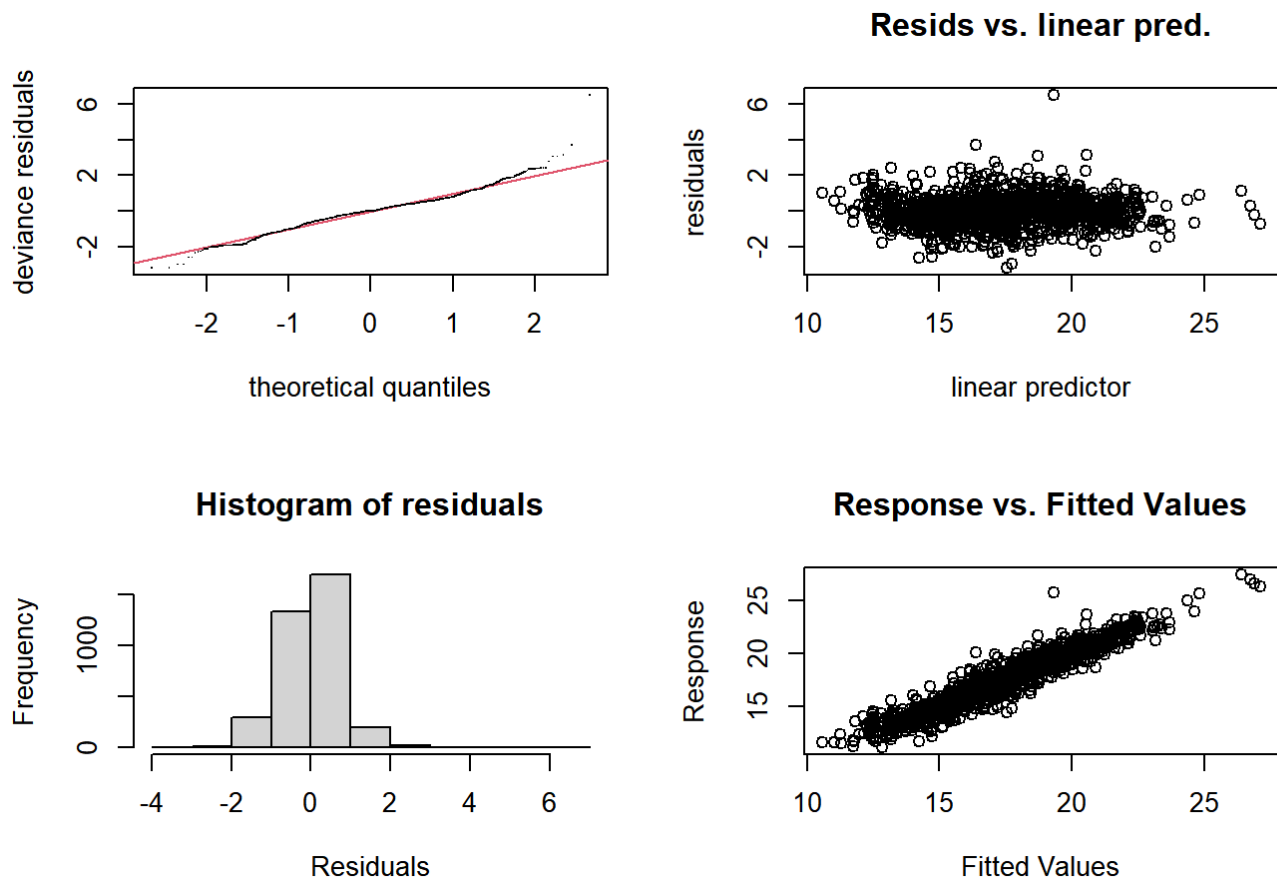 deviance residuals
6
2
-2
-2 -1 0 1 2
theoretical quantiles
Resids vs. linear pred.
residuals
6
2
-2
10 15 20 25
linear predictor
Histogram of residuals
Frequency
1000
0
-4 -2 0 2 4 6
Residuals
Response vs. Fitted Values
Response
25
20
15
10 15 20 25
Fitted Values